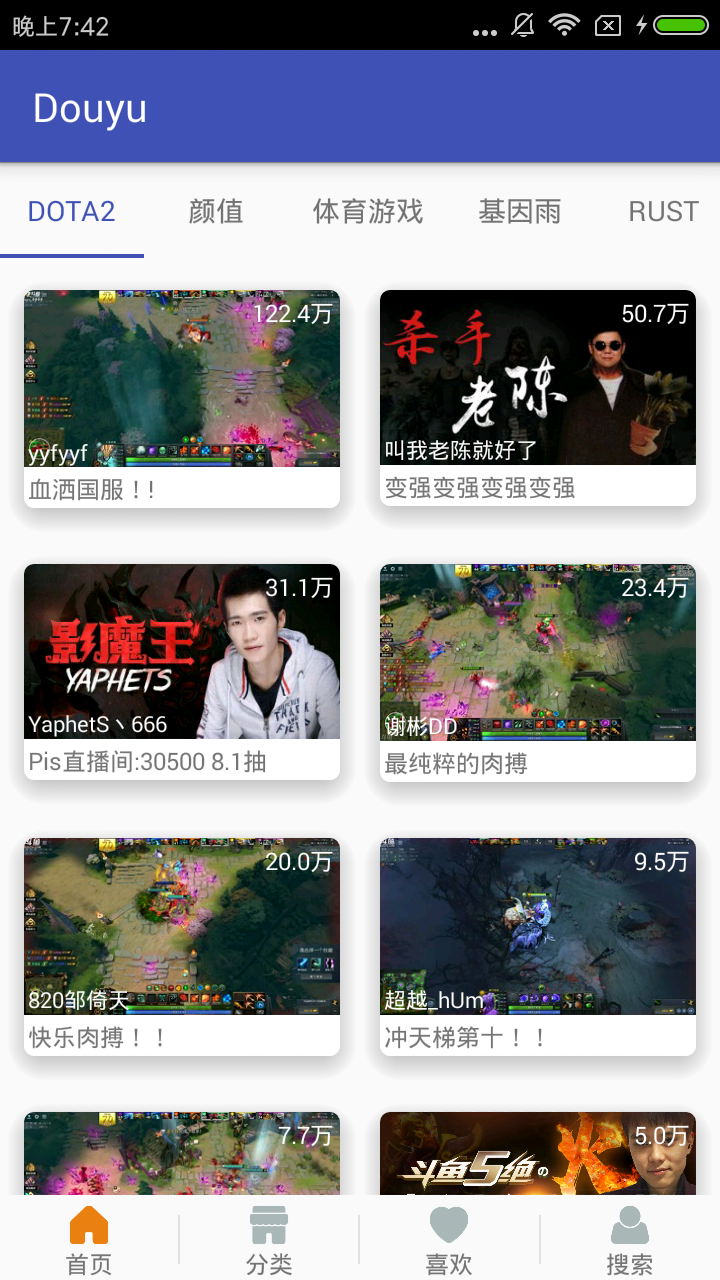 晚上7:42
Douyu
DOTA2 颜值 体育游戏 基因雨 RUST
122.4万
yyfyyf
血洒国服！！
50.7万
杀手
老陈
叫我老陈就好了
变强变强变强变强
31.1万
影魔王
YAPHETS
YaphetS丶666
Pis直播间:30500 8.1抽
23.4万
谢彬DD
最纯粹的肉搏
20.0万
820邹倚天
快乐肉搏！！
9.5万
超越_hUm
冲天梯第十！！
7.7万
5.0万
斗鱼5绝の火
首页 分类 喜欢 搜索